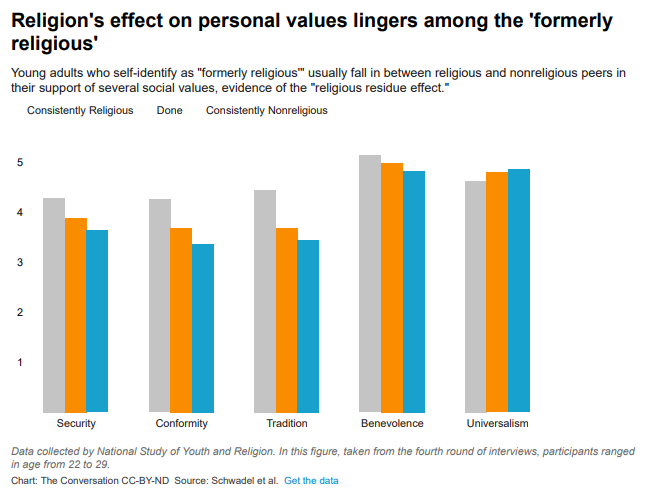 Religion's effect on personal values lingers among the 'formerly
religious'
Young adults who self-identify as "formerly religious'" usually fall in between religious and nonreligious peers in
their support of several social values, evidence of the "religious residue effect."
Consistently Religious Done Consistently Nonreligious
5
4
3
2
1
Security Conformity Tradition Benevolence Universalism
Data collected by National Study of Youth and Religion. In this figure, taken from the fourth round of interviews, participants ranged
in age from 22 to 29.
Chart: The Conversation CC-BY-ND Source: Schwadel et al. Get the data